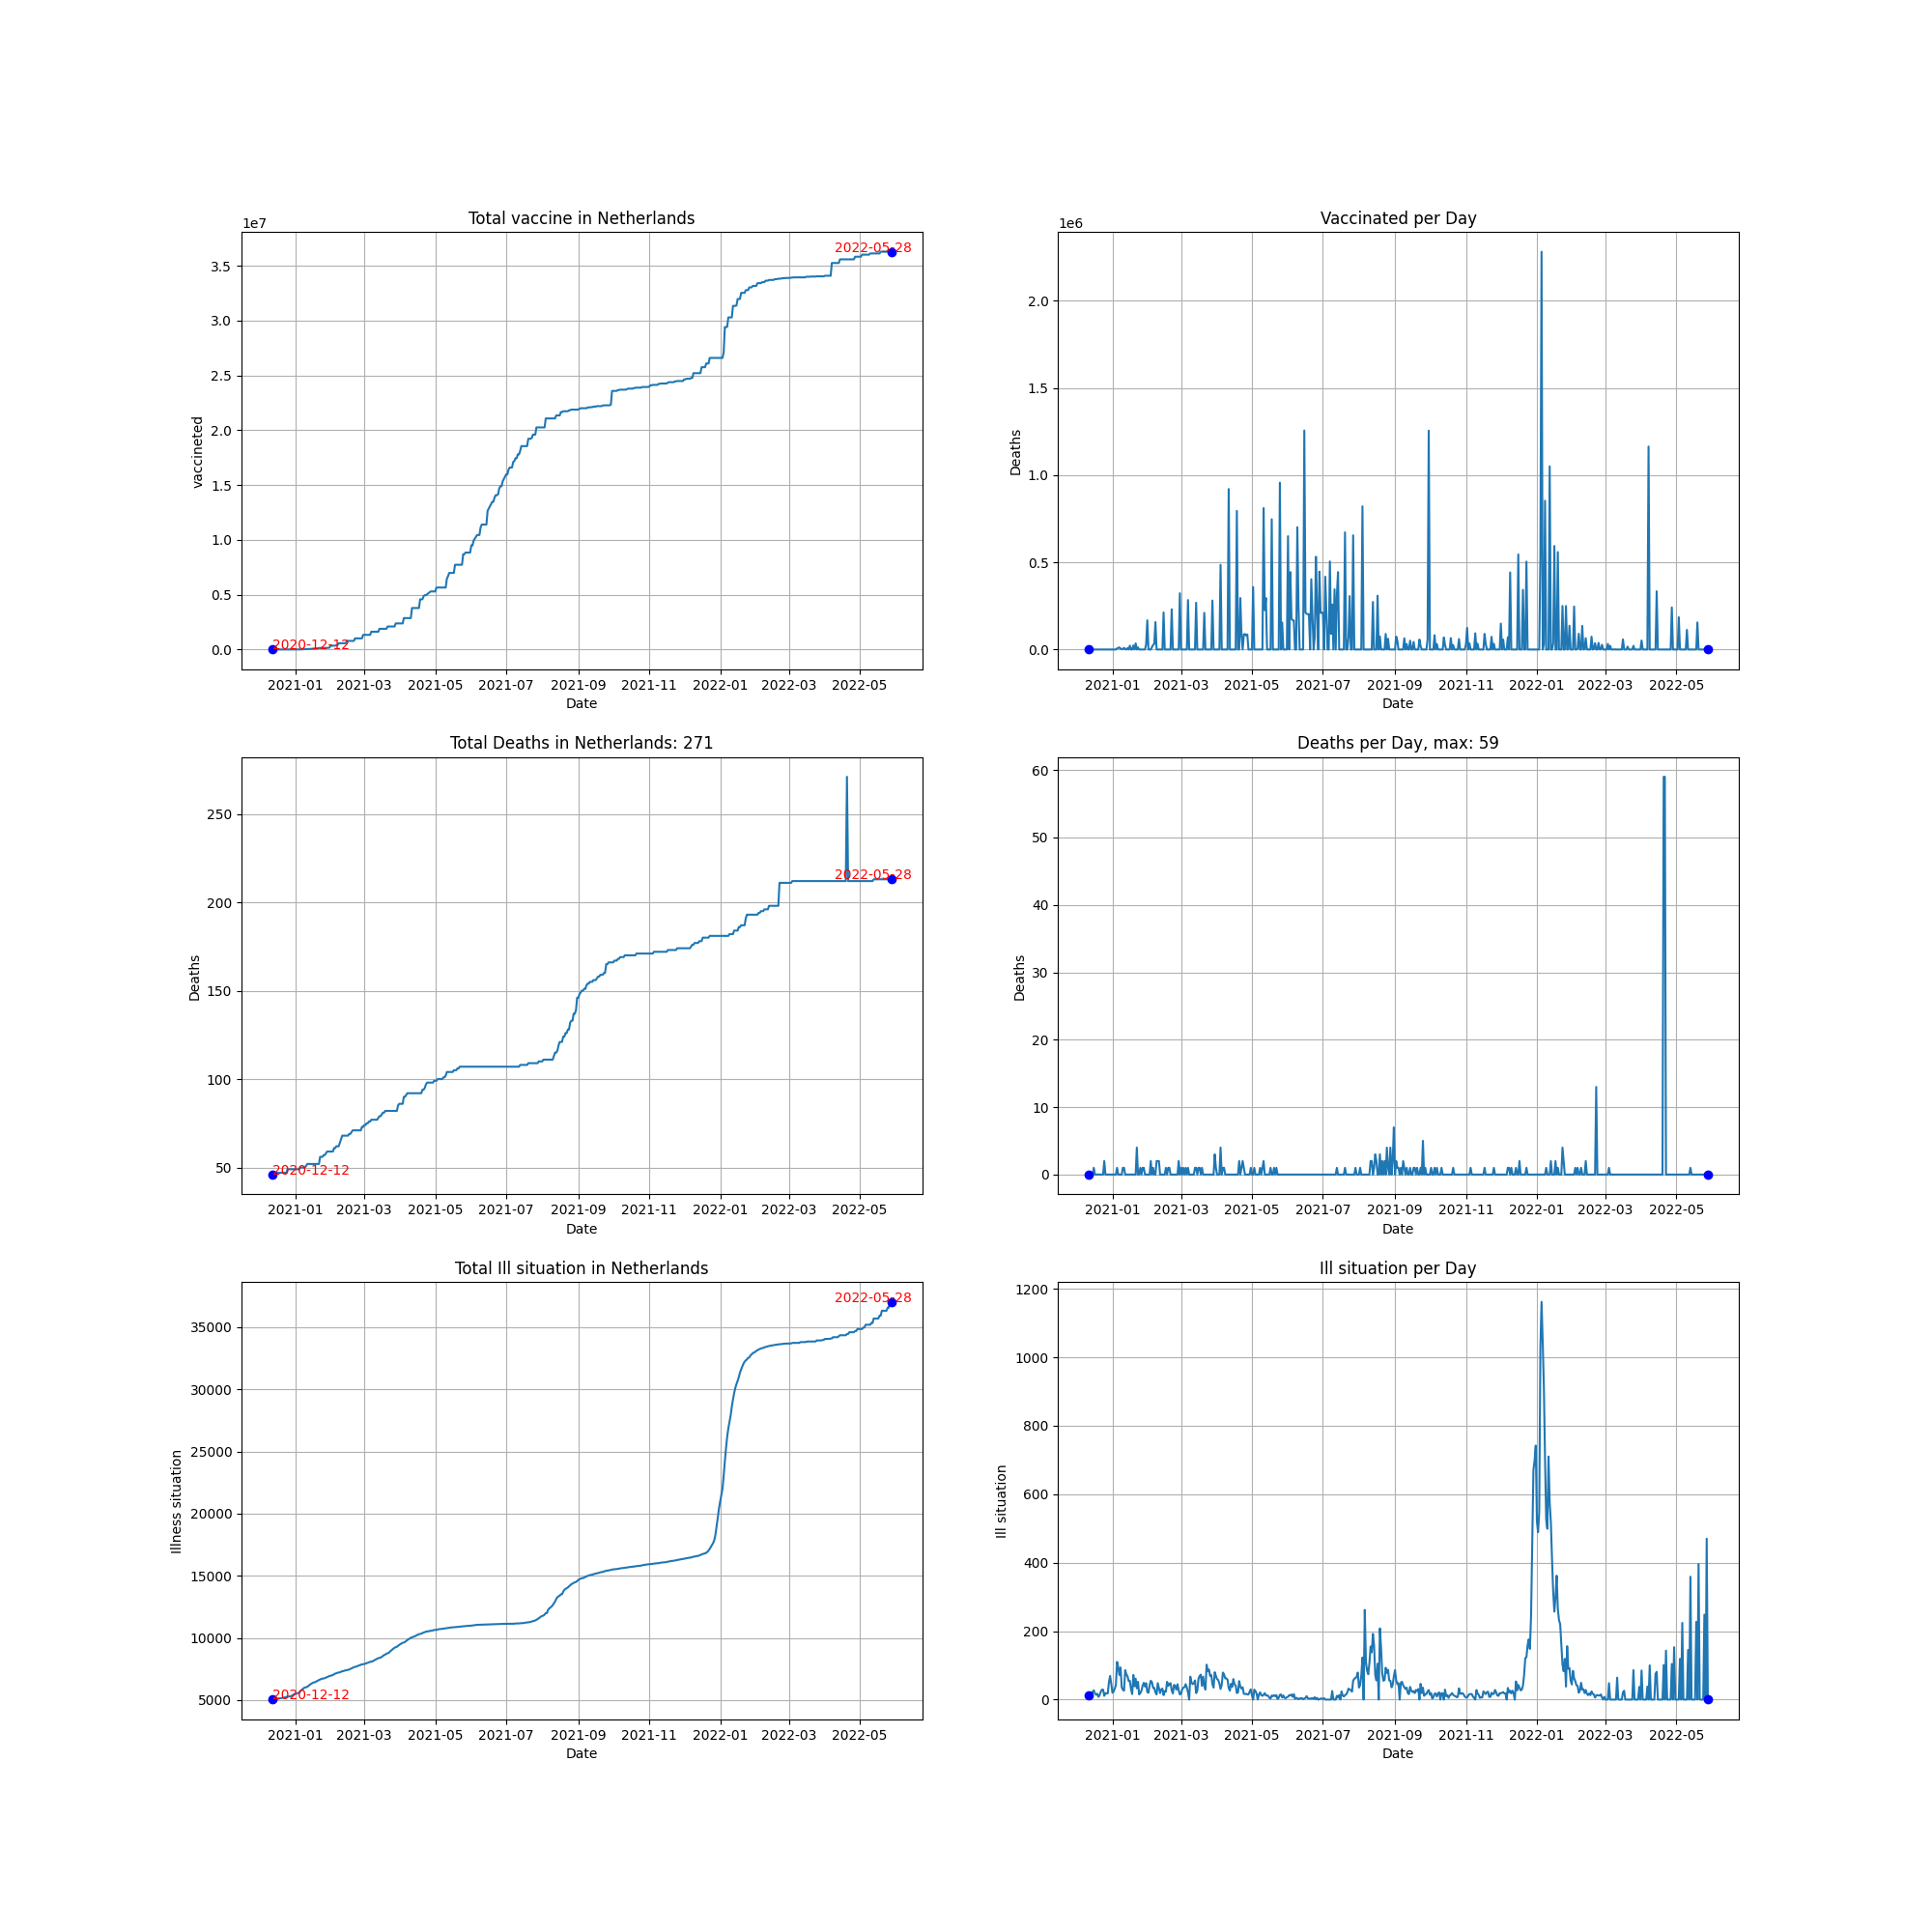 Total vaccine in Netherlands
1e7
vaccineted
3.5
3.0
2.5
2.0
1.5
1.0
0.5
0.0
2020-12-12
2022-05-28
2021-01 2021-03 2021-05 2021-07 2021-09 2021-11 2022-01 2022-03 2022-05
Date
Vaccinated per Day
1e6
Deaths
2.0
1.5
1.0
0.5
0.0
2021-01 2021-03 2021-05 2021-07 2021-09 2021-11 2022-01 2022-03 2022-05
Date
Total Deaths in Netherlands: 271
Deaths
250
200
150
100
50
2020-12-12
2022-05-28
2021-01 2021-03 2021-05 2021-07 2021-09 2021-11 2022-01 2022-03 2022-05
Date
Deaths per Day, max: 59
Deaths
60
50
40
30
20
10
0
2021-01 2021-03 2021-05 2021-07 2021-09 2021-11 2022-01 2022-03 2022-05
Date
Total Ill situation in Netherlands
Illness situation
35000
30000
25000
20000
15000
10000
5000
2020-12-12
2022-05-28
2021-01 2021-03 2021-05 2021-07 2021-09 2021-11 2022-01 2022-03 2022-05
Date
Ill situation per Day
Ill situation
1200
1000
800
600
400
200
0
2021-01 2021-03 2021-05 2021-07 2021-09 2021-11 2022-01 2022-03 2022-05
Date